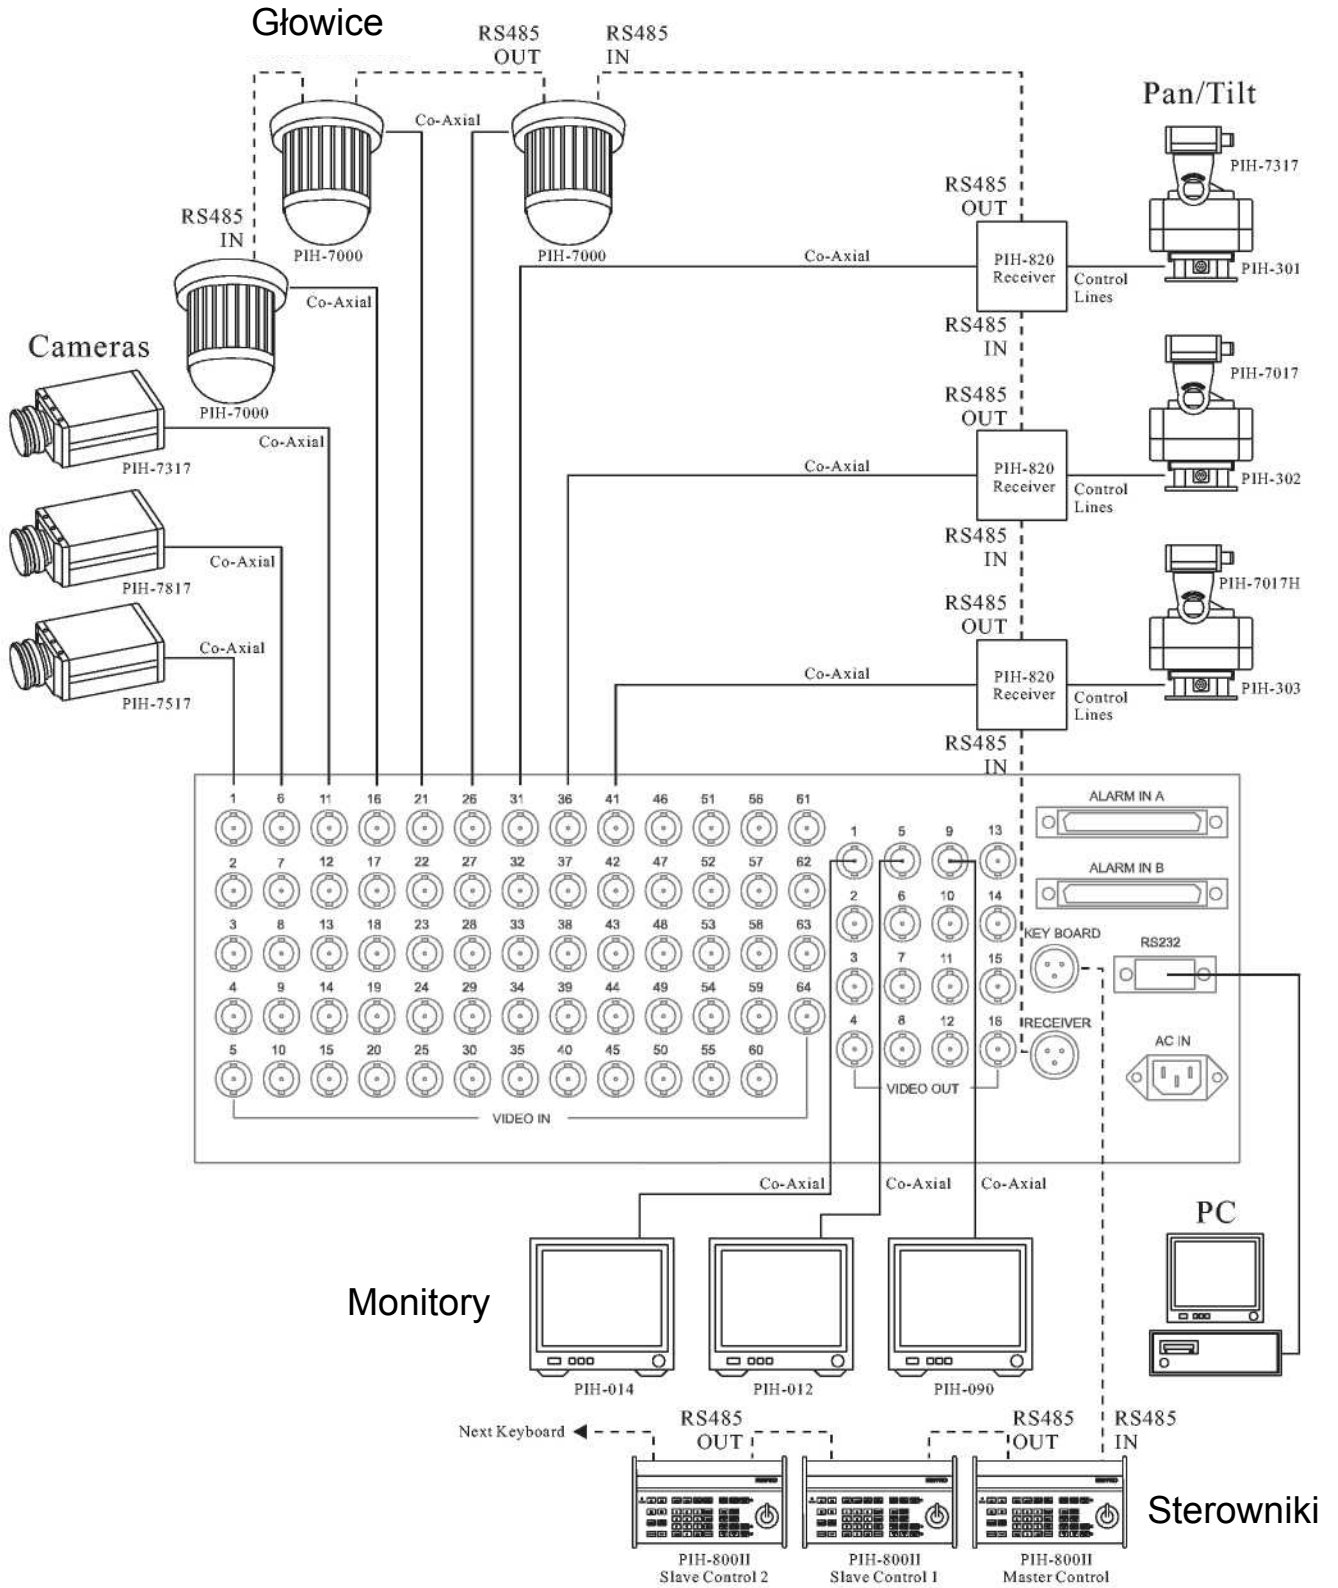 Głowice
RS485
OUT
RS485
IN
Pan/Tilt
Co-Axial
PIH-7317
RS485
OUT
RS485
IN
PIH-7000
PIH-7000
Co-Axial
PIH-820
Receiver
Control
Lines
PIH-301
Co-Axial
RS485
IN
Cameras
PIH-7017
RS485
OUT
PIH-7000
Co-Axial
PIH-7317
Co-Axial
PIH-820
Receiver
Control
Lines
PIH-302
RS485
IN
Co-Axial
PIH-7817
PIH-7017H
RS485
OUT
Co-Axial
PIH-7517
Co-Axial
PIH-820
Receiver
Control
Lines
PIH-303
RS485
IN
1 6 11 16 21 26 31 36 41 46 51 56 61
2 7 12 17 22 27 32 37 42 47 52 57 62
3 8 13 18 23 28 33 38 43 48 53 58 63
4 9 14 19 24 29 34 39 44 49 54 59 64
5 10 15 20 25 30 35 40 45 50 55 60
VIDEO IN
1 5 9 13
2 6 10 14
3 7 11 15
4 8 12 16
VIDEO OUT
ALARM IN A
ALARM IN B
KEY BOARD
RS232
RECEIVER
AC IN
Co-Axial
Co-Axial
Co-Axial
PC
Monitory
PIH-014
PIH-012
PIH-090
Next Keyboard
RS485
OUT
RS485
OUT
RS485
IN
Sterowniki
PIH-800II
Slave Control 2
PIH-800II
Slave Control 1
PIH-800II
Master Control